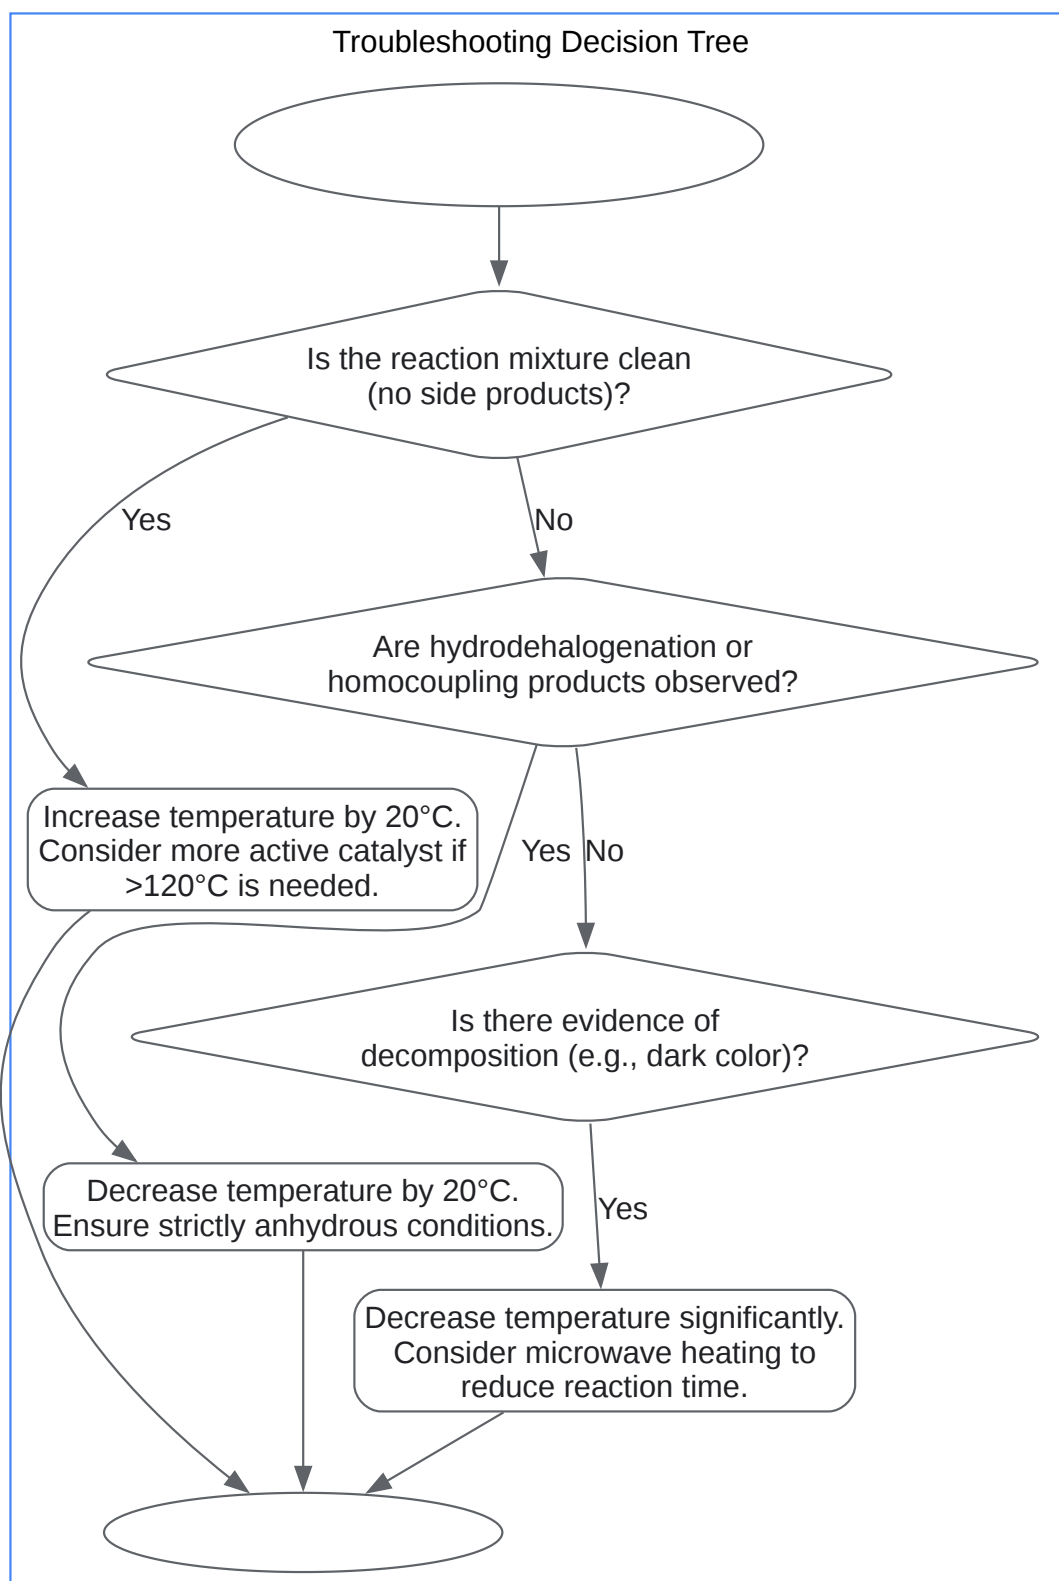 Troubleshooting Decision Tree
Is the reaction mixture clean
(no side products)?
Yes
No
Are hydrodehalogenation or
homocoupling products observed?
Increase temperature by 20°C.
Consider more active catalyst if
>120°C is needed.
Yes
No
Is there evidence of
decomposition (e.g., dark color)?
Decrease temperature by 20°C.
Ensure strictly anhydrous conditions.
Yes
Decrease temperature significantly.
Consider microwave heating to
reduce reaction time.